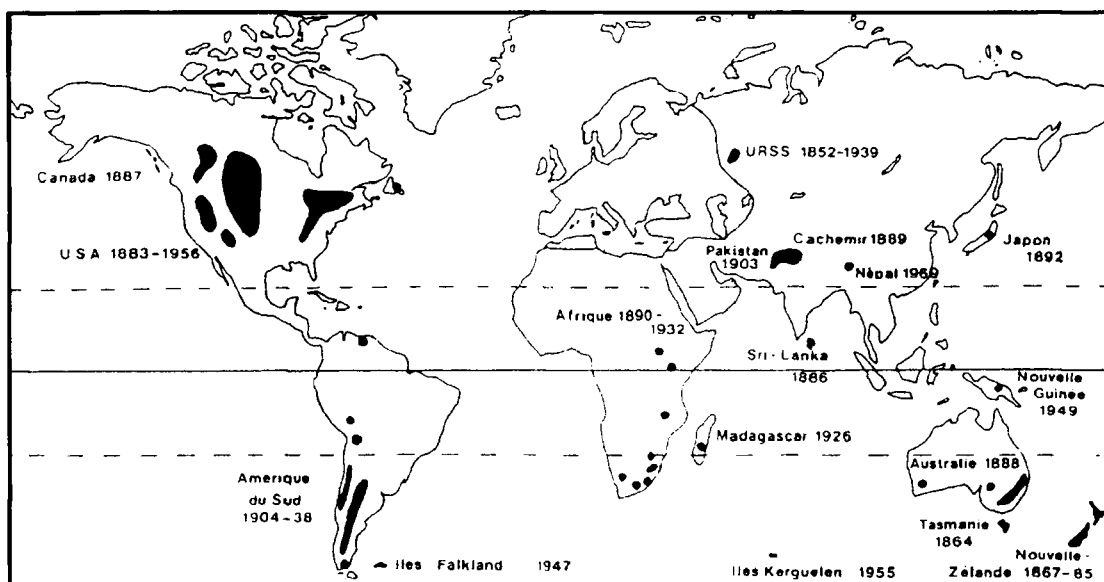 Canada 1887
USA 1883-1956
URSS 1852-1939
Cachemir 1889
Pakistan
1903
Népal 1969
Japon
1892
Afrique 1890-
1932
Sri-Lanka
1886
Nouvelle
Guinée
1949
Madagascar 1926
Amérique
du Sud
1904-38
Australie 1888
Tasmanie
1864
Iles Falkland 1947
Iles Kerguelen 1955
Nouvelle-
Zélande 1867-85